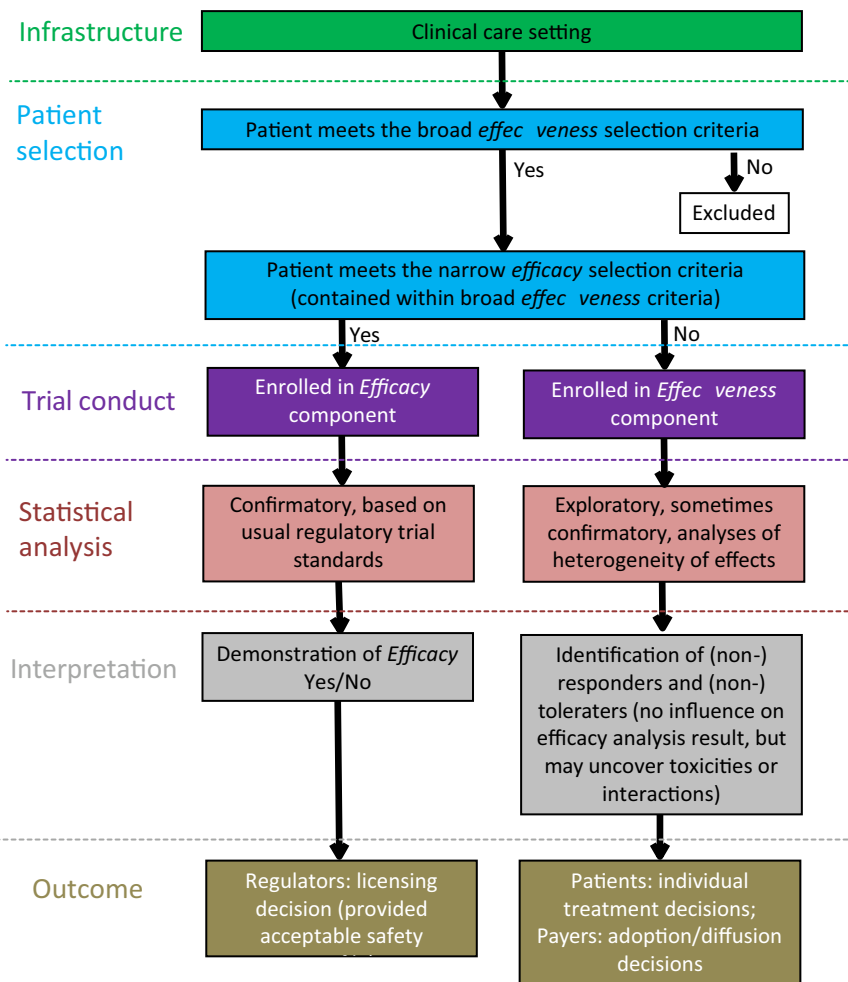 Infrastructure
Clinical care setting
Patient
selection
Patient meets the broad effec veness selection criteria
Yes
No
Excluded
Patient meets the narrow efficacy selection criteria
(contained within broad effec veness criteria)
Yes
No
Trial conduct
Enrolled in Efficacy
component
Enrolled in Effec veness
component
Statistical
analysis
Confirmatory, based on
usual regulatory trial
standards
Exploratory, sometimes
confirmatory, analyses of
heterogeneity of effects
Interpretation
Demonstration of Efficacy
Yes/No
Identification of (non-)
responders and (non-)
toleraters (no influence on
efficacy analysis result, but
may uncover toxicities or
interactions)
Outcome
Regulators: licensing
decision (provided
acceptable safety
Patients: individual
treatment decisions;
Payers: adoption/diffusion
decisions